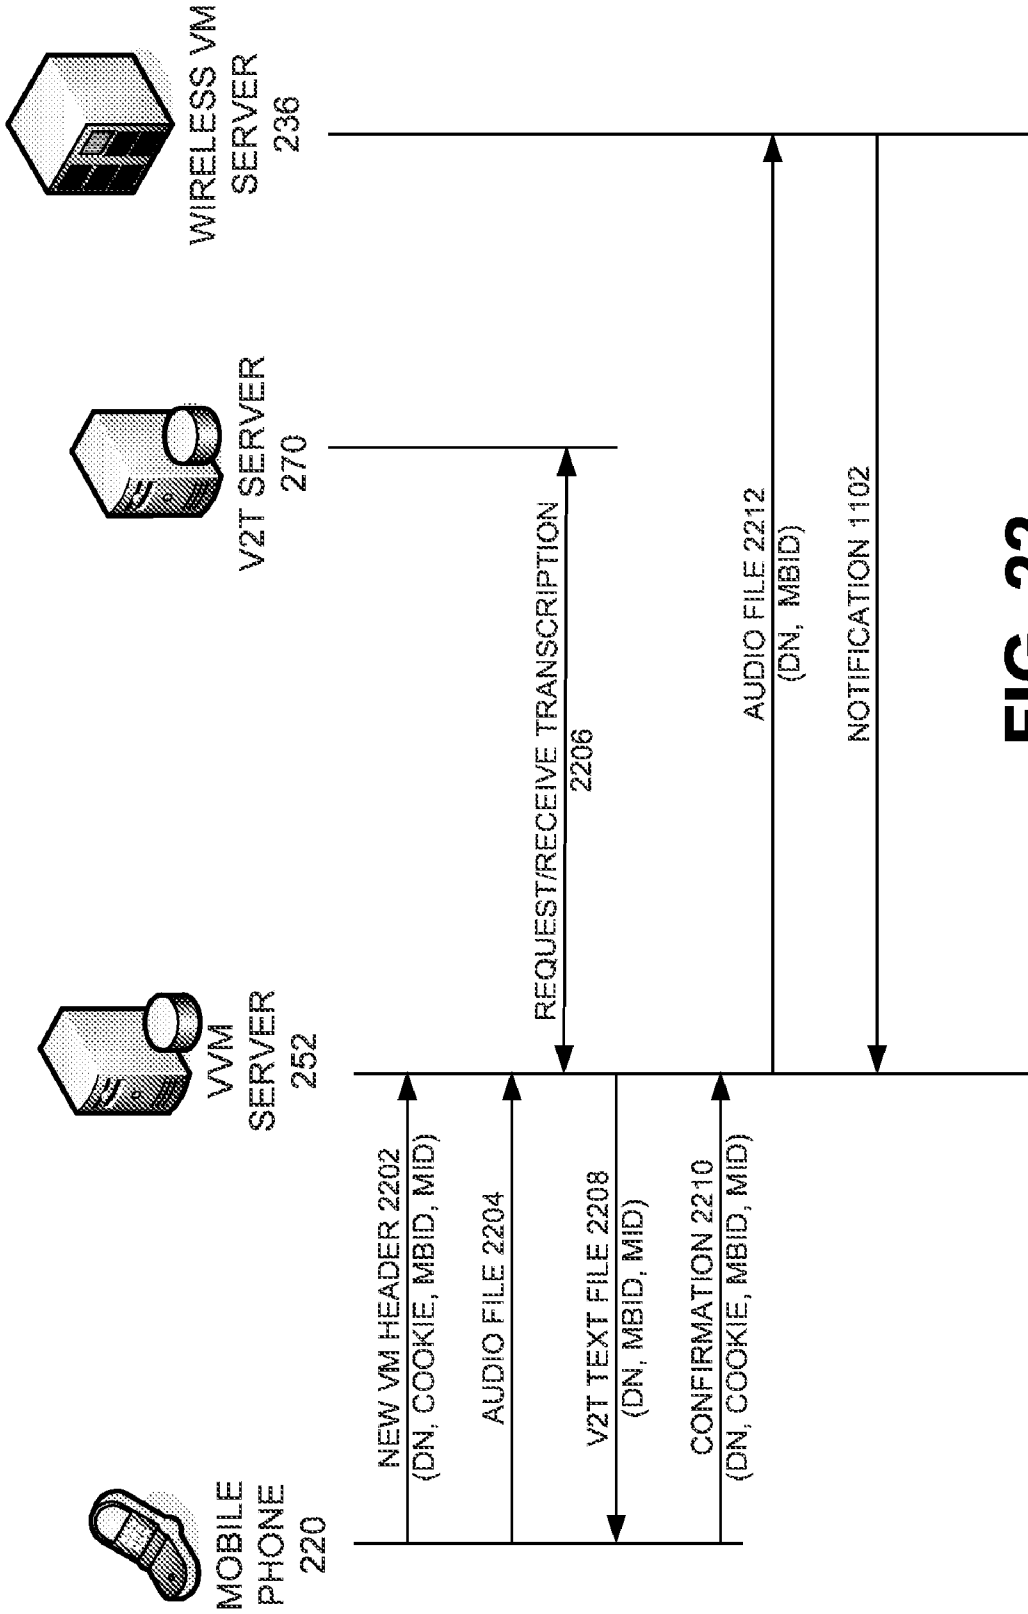 MOBILE
PHONE
220
VVM
SERVER
252
V2T SERVER
270
WIRELESS VM
SERVER
236
NEW VM HEADER 2202
(DN, COOKIE, MBID, MID)
AUDIO FILE 2204
REQUEST/RECEIVE TRANSCRIPTION
2206
V2T TEXT FILE 2208
(DN, MBID, MID)
CONFIRMATION 2210
(DN, COOKIE, MBID, MID)
AUDIO FILE 2212
(DN, MBID)
NOTIFICATION 1102
FIG. 22